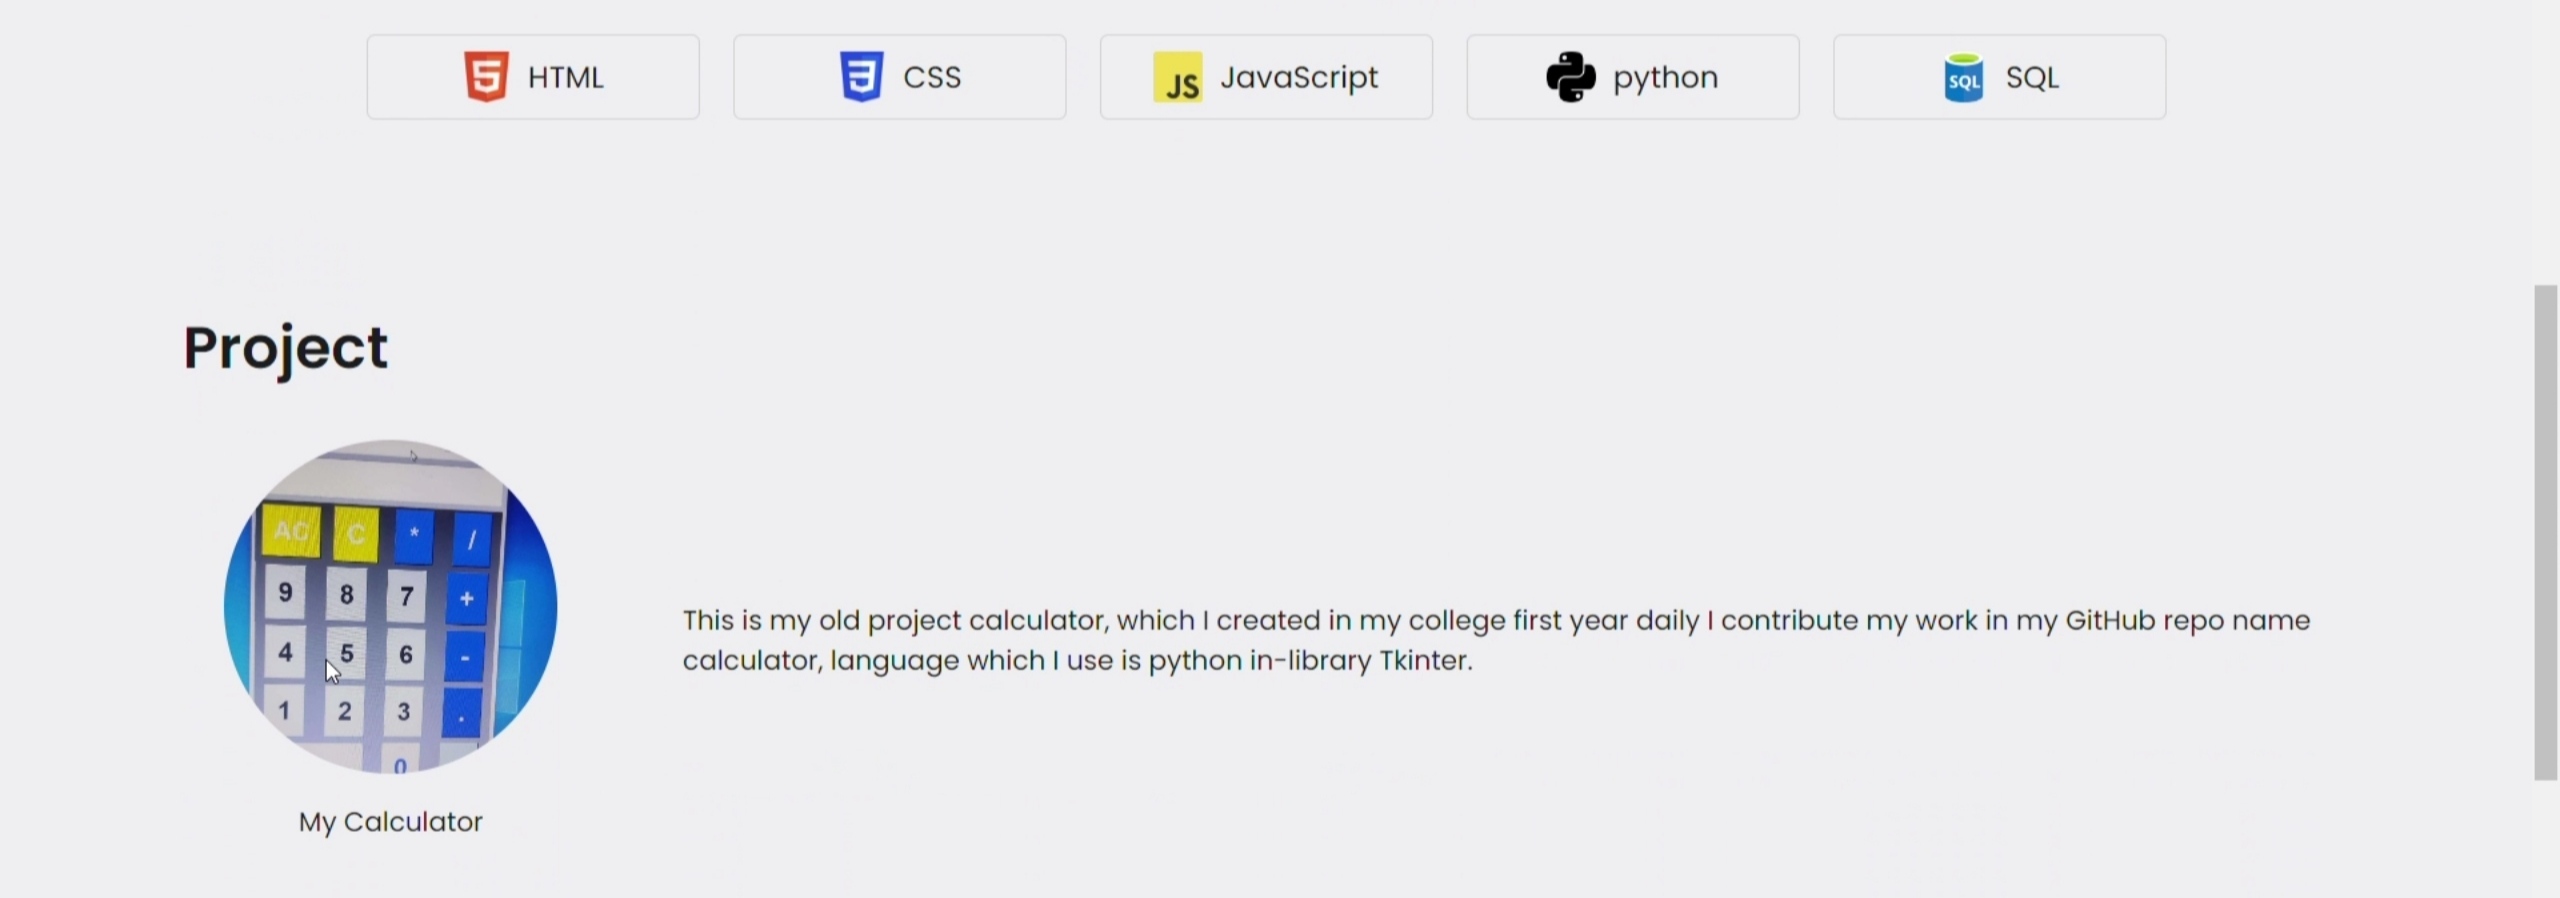 HTML
CSS
JS JavaScript
python
SQL SQL
Project
AC C * /
9 8 7 +
4 5 6 -
1 2 3 .
0
This is my old project calculator, which I created in my college first year daily I contribute my work in my GitHub repo name
calculator, language which I use is python in-library Tkinter.
My Calculator